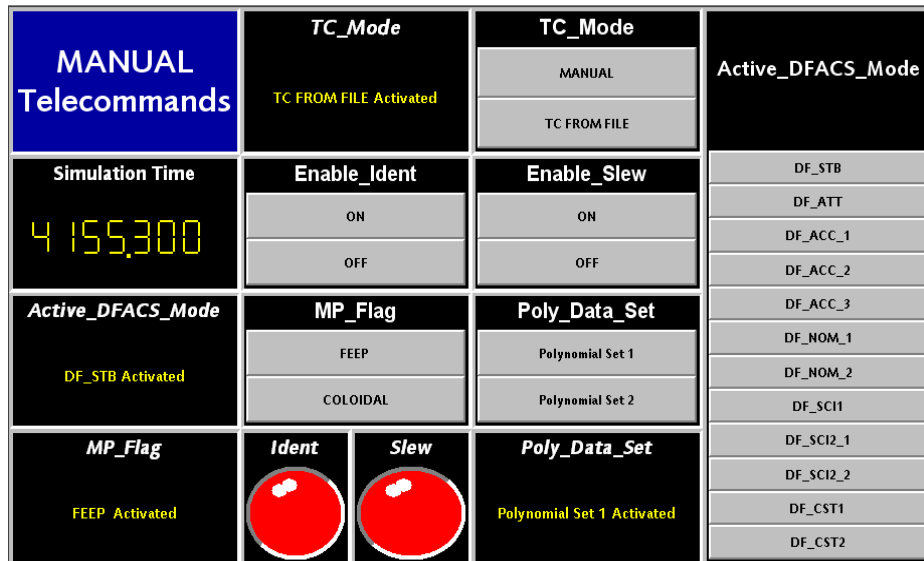 MANUAL
Telecommands
TC_Mode
TC FROM FILE Activated
TC_Mode
MANUAL
TC FROM FILE
Active_DFACS_Mode
Simulation Time
4155.300
Enable_Ident
ON
OFF
Enable_Slew
ON
OFF
Active_DFACS_Mode
DF_STB Activated
MP_Flag
FEEP
COLOIDAL
Poly_Data_Set
Polynomial Set 1
Polynomial Set 2
MP_Flag
FEEP Activated
Ident
Slew
Poly_Data_Set
Polynomial Set 1 Activated
DF_STB
DF_ATT
DF_ACC_1
DF_ACC_2
DF_ACC_3
DF_NOM_1
DF_NOM_2
DF_SCI1
DF_SCI2_1
DF_SCI2_2
DF_CST1
DF_CST2